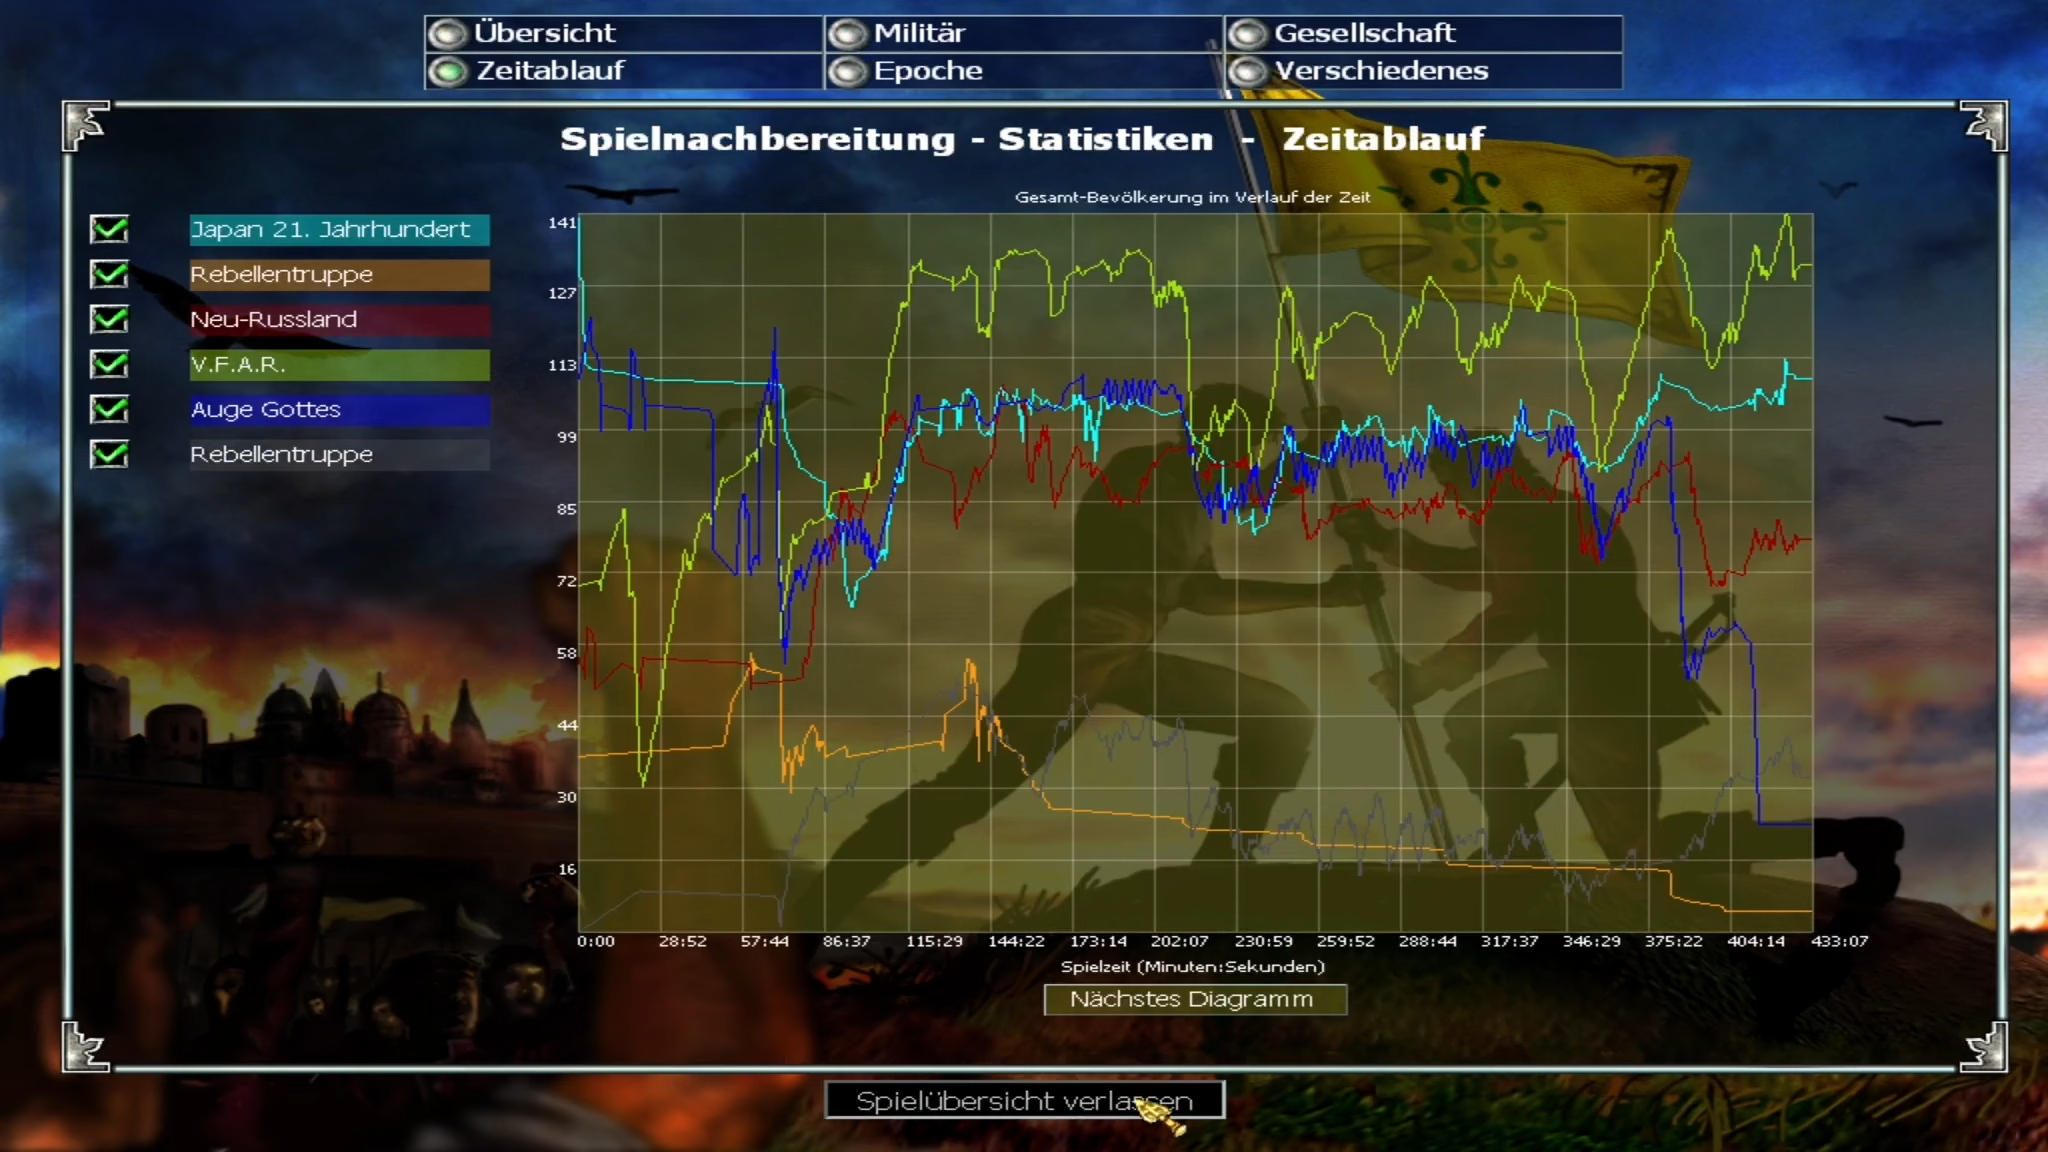 Übersicht
Militär
Gesellschaft
Zeitablauf
Epoche
Verschiedenes
Spielnachbereitung - Statistiken - Zeitablauf
Gesamt-Bevölkerung im Verlauf der Zeit
Japan 21. Jahrhundert
Rebellentruppe
Neu-Russland
V.F.A.R.
Auge Gottes
Rebellentruppe
141
127
113
99
85
72
58
44
30
16
0:00 28:52 57:44 86:37 115:29 144:22 173:14 202:07 230:59 259:52 288:44 317:37 346:29 375:22 404:14 433:07
Spielzeit (Minuten:Sekunden)
Nächstes Diagramm
Spielübersicht verlassen